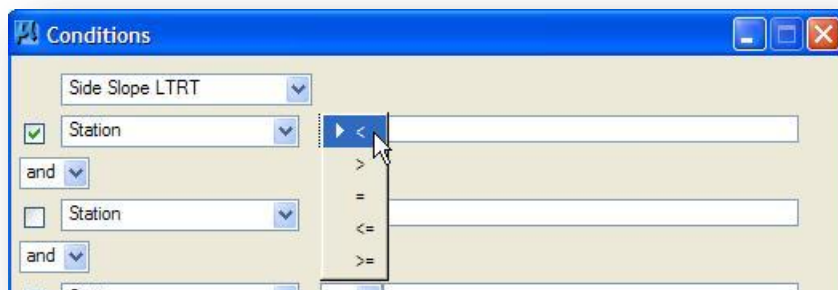 Conditions
Side Slope LTRT
Station <
and >
=
Station
<=
and >=